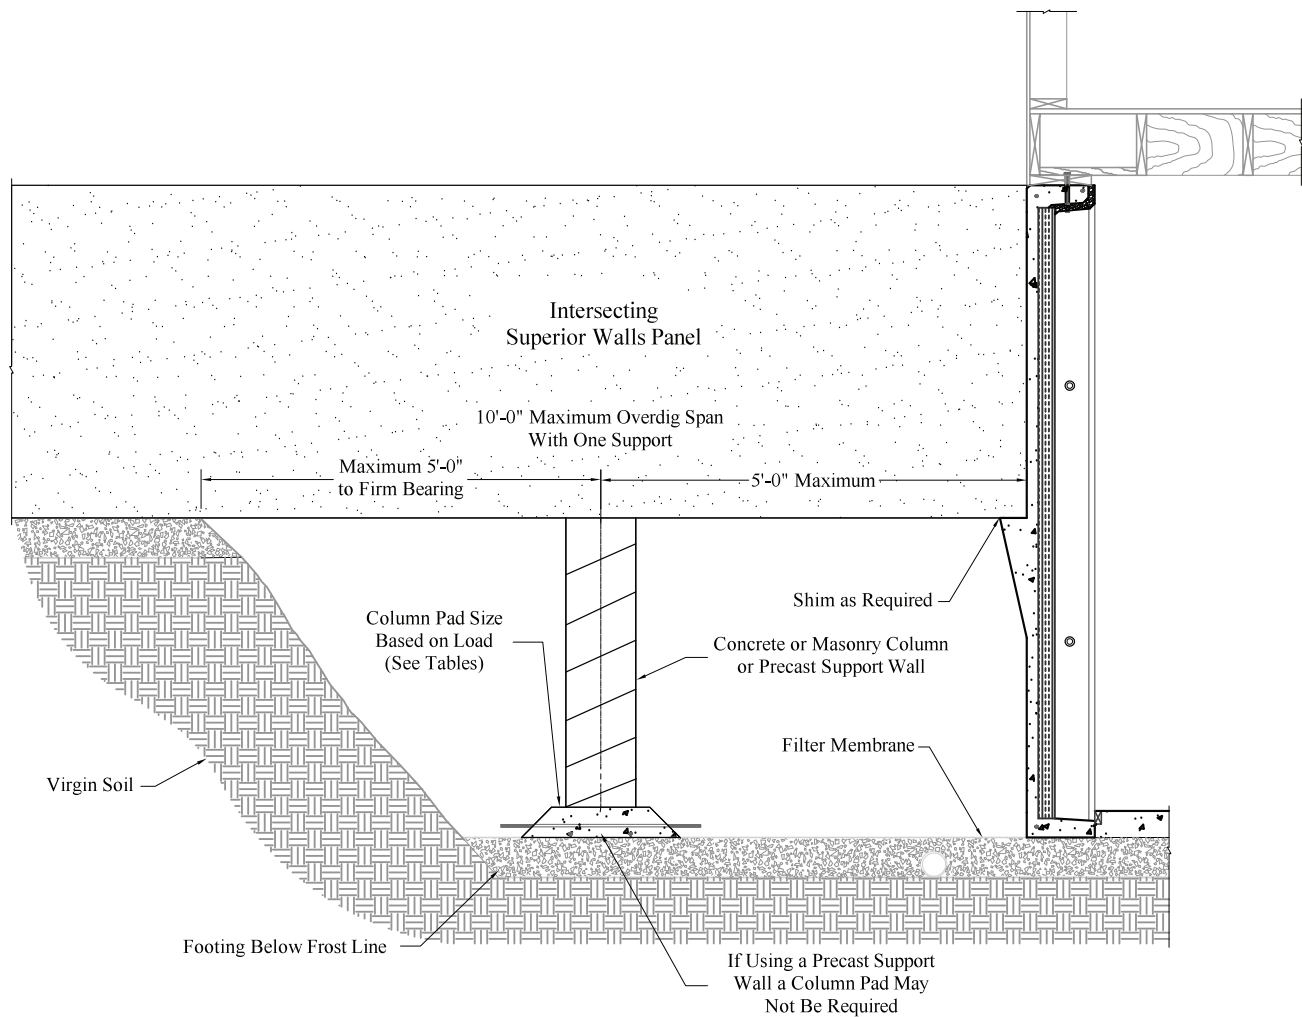 Intersecting
Superior Walls Panel
10'-0" Maximum Overdig Span
With One Support
Maximum 5'-0"
to Firm Bearing
5'-0" Maximum
Shim as Required
Column Pad Size
Based on Load
(See Tables)
Concrete or Masonry Column
or Precast Support Wall
Filter Membrane
Virgin Soil
Footing Below Frost Line
If Using a Precast Support
Wall a Column Pad May
Not Be Required